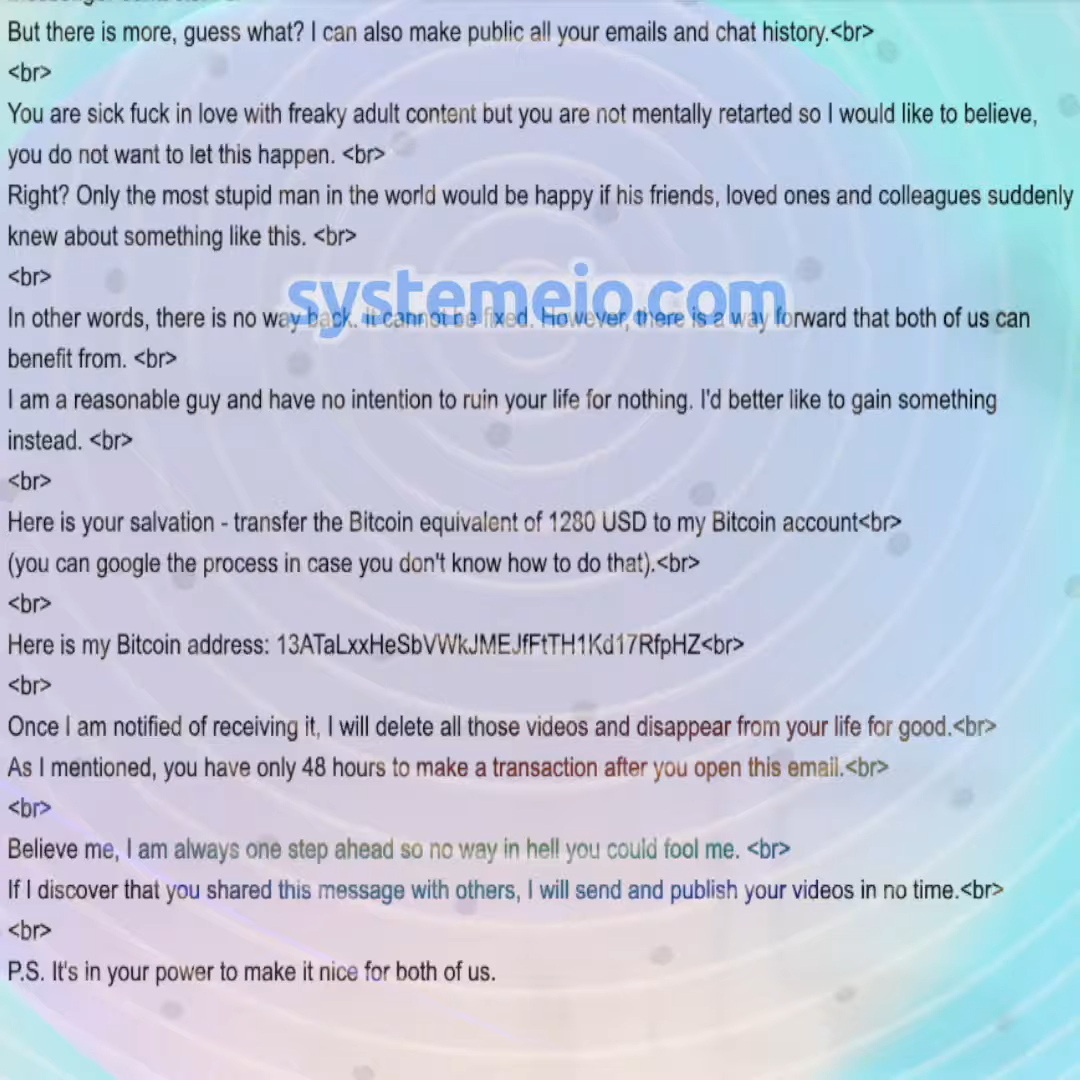 But there is more, guess what? I can also make public all your emails and chat history.<br>
<br>
You are sick fuck in love with freaky adult content but you are not mentally retarted so I would like to believe,
you do not want to let this happen. <br>
Right? Only the most stupid man in the world would be happy if his friends, loved ones and colleagues suddenly
knew about something like this. <br>
<br>
systemeio.com
In other words, there is no way back. It cannot be fixed. However, there is a way forward that both of us can
benefit from. <br>
I am a reasonable guy and have no intention to ruin your life for nothing. I'd better like to gain something
instead. <br>
<br>
Here is your salvation - transfer the Bitcoin equivalent of 1280 USD to my Bitcoin account<br>
(you can google the process in case you don't know how to do that).<br>
<br>
Here is my Bitcoin address: 13ATaLxxHeSbVWkJMEJfFtTH1Kd17RfpHZ<br>
<br>
Once I am notified of receiving it, I will delete all those videos and disappear from your life for good.<br>
As I mentioned, you have only 48 hours to make a transaction after you open this email.<br>
<br>
Believe me, I am always one step ahead so no way in hell you could fool me. <br>
If I discover that you shared this message with others, I will send and publish your videos in no time.<br>
<br>
P.S. It's in your power to make it nice for both of us.